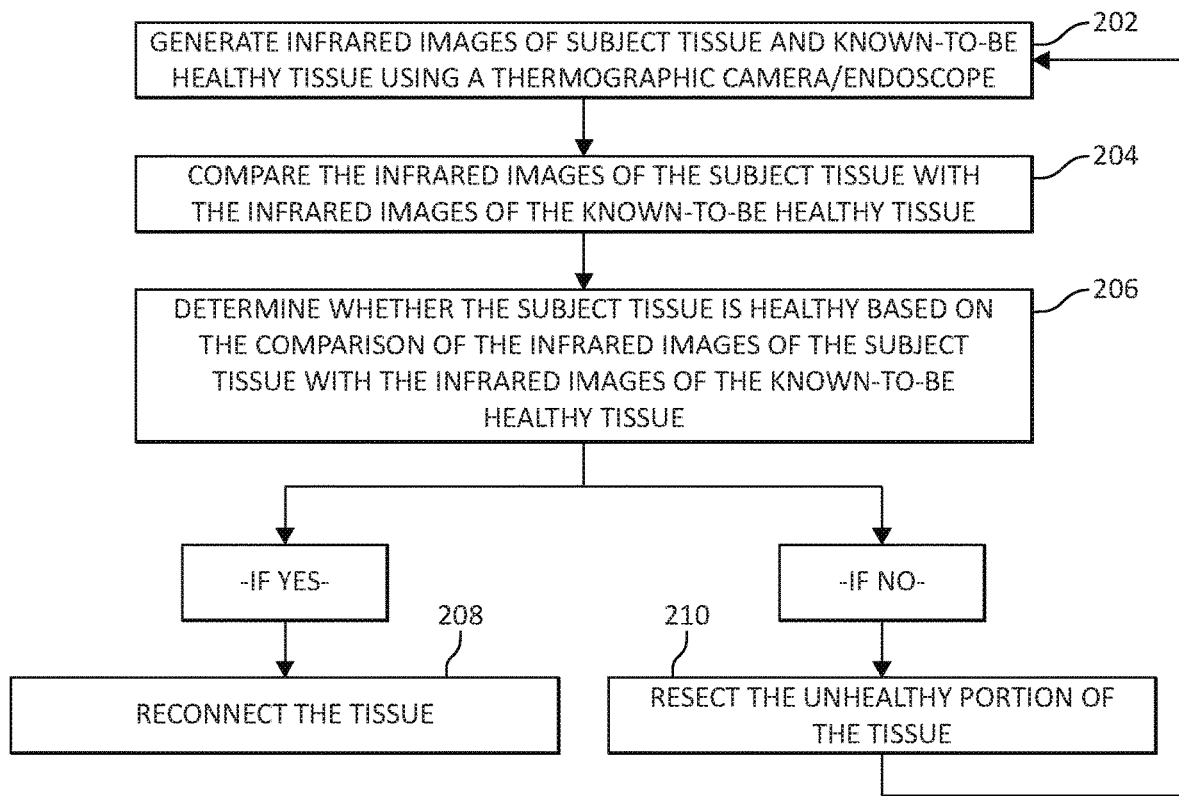 202
GENERATE INFRARED IMAGES OF SUBJECT TISSUE AND KNOWN-TO-BE
HEALTHY TISSUE USING A THERMOGRAPHIC CAMERA/ENDOSCOPE
204
COMPARE THE INFRARED IMAGES OF THE SUBJECT TISSUE WITH
THE INFRARED IMAGES OF THE KNOWN-TO-BE HEALTHY TISSUE
206
DETERMINE WHETHER THE SUBJECT TISSUE IS HEALTHY BASED ON
THE COMPARISON OF THE INFRARED IMAGES OF THE SUBJECT
TISSUE WITH THE INFRARED IMAGES OF THE KNOWN-TO-BE
HEALTHY TISSUE
-IF YES-
-IF NO-
208
RECONNECT THE TISSUE
210
RESECT THE UNHEALTHY PORTION OF
THE TISSUE